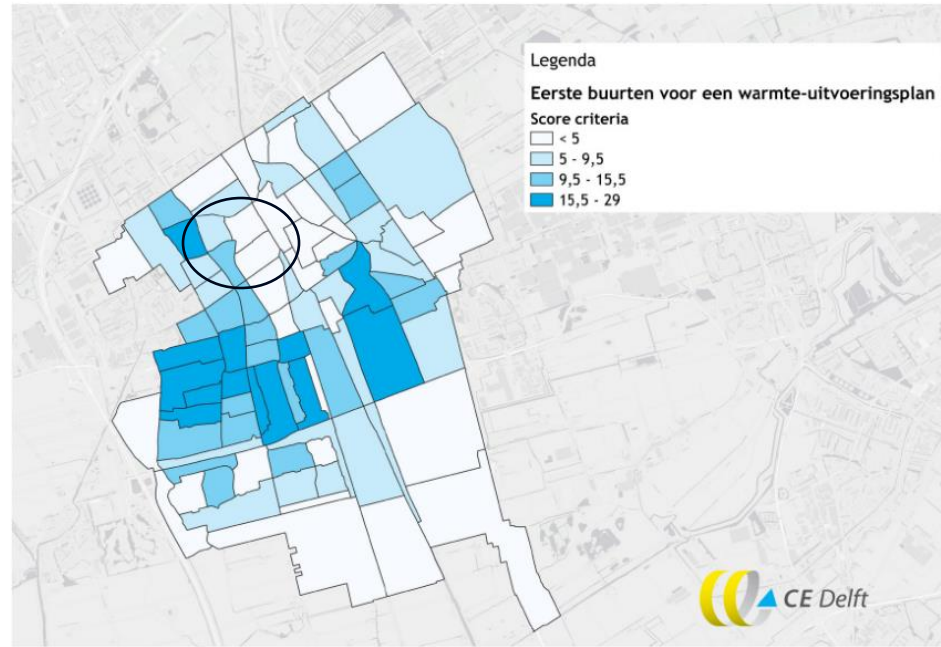 Legenda
Eerste buurten voor een warmte-uitvoeringsplan
Score criteria
< 5
5 - 9,5
9,5 - 15,5
15,5 - 29
CE Delft